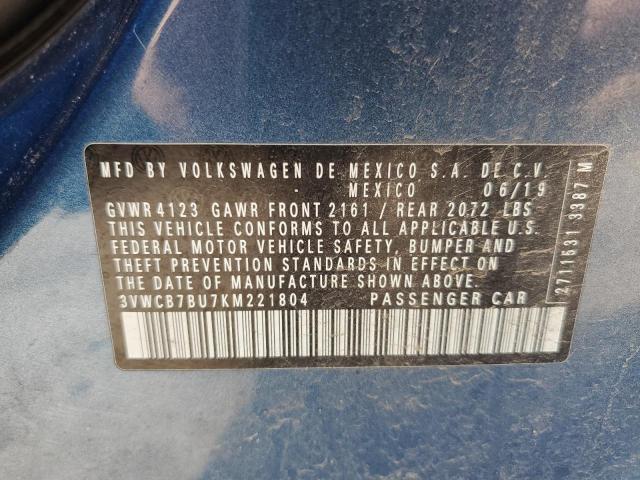 MFD BY VOLKSWAGEN DE MEXICO S.A. DE C.V.
- MEXICO 06/19
GVWR 4123 GAWR FRONT 2161 / REAR 2072 LBS
THIS VEHICLE CONFORMS TO ALL APPLICABLE U.S.
FEDERAL MOTOR VEHICLE SAFETY, BUMPER AND
THEFT PREVENTION STANDARDS IN EFFECT ON
THE DATE OF MANUFACTURE SHOWN ABOVE.
3VWCB7BU7KM221804 PASSENGER CAR
2711631 3387 M